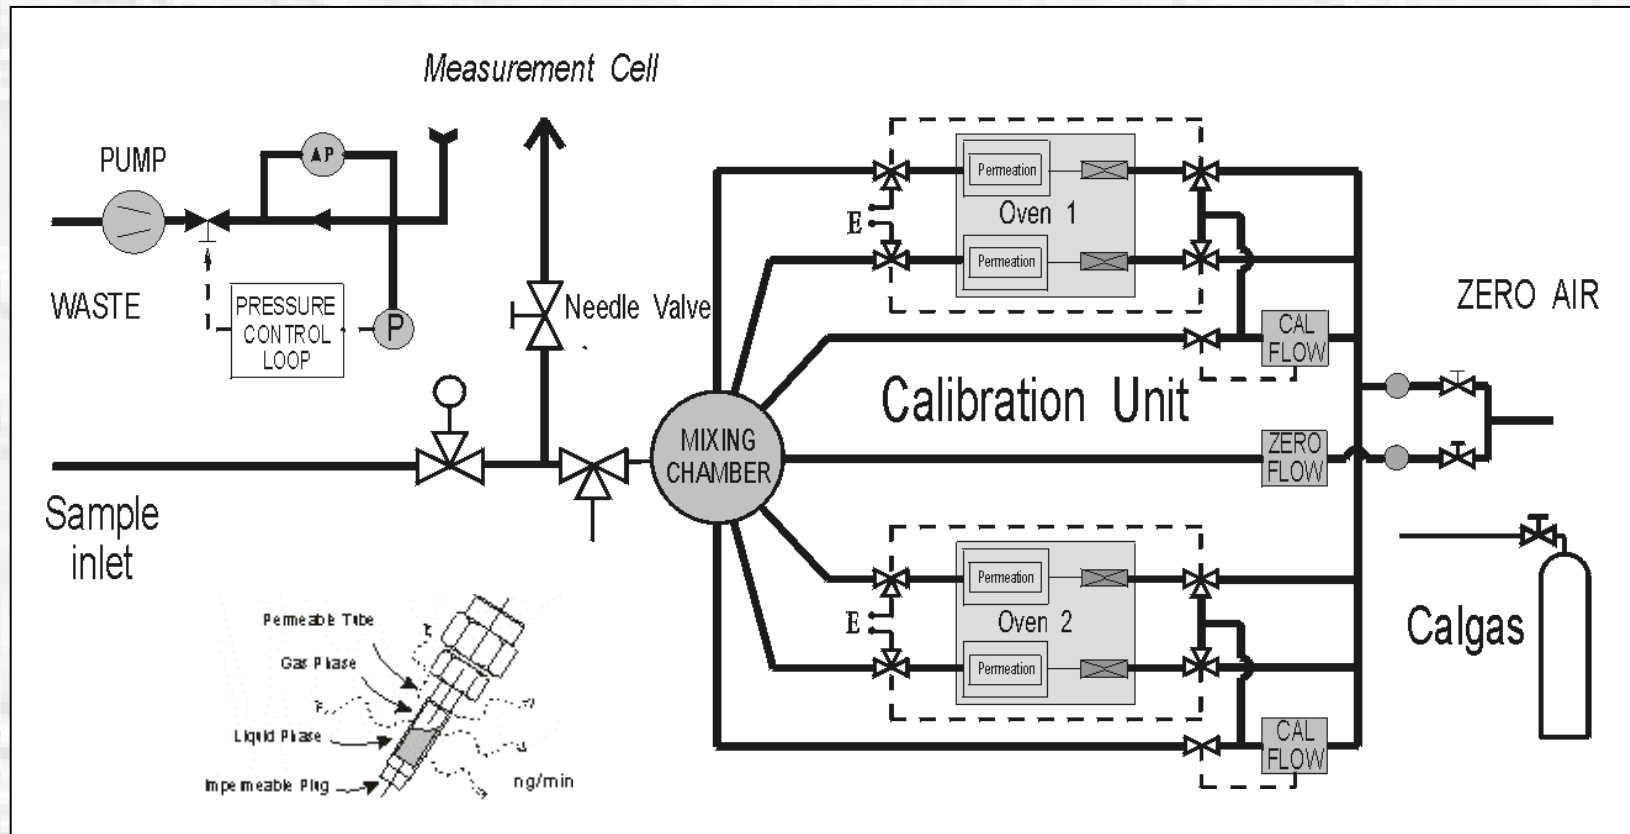 Measurement Cell
PUMP
▲P
WASTE
PRESSURE
CONTROL
LOOP
P
Needle Valve
Permeation
Oven 1
Permeation
E
CAL
FLOW
ZERO AIR
Calibration Unit
MIXING
CHAMBER
ZERO
FLOW
Sample
inlet
Permeation
Oven 2
Permeation
E
CAL
FLOW
Calgas
Permeable Tube
Gas Phase
Liquid Phase
Impermeable Plug
ng/min